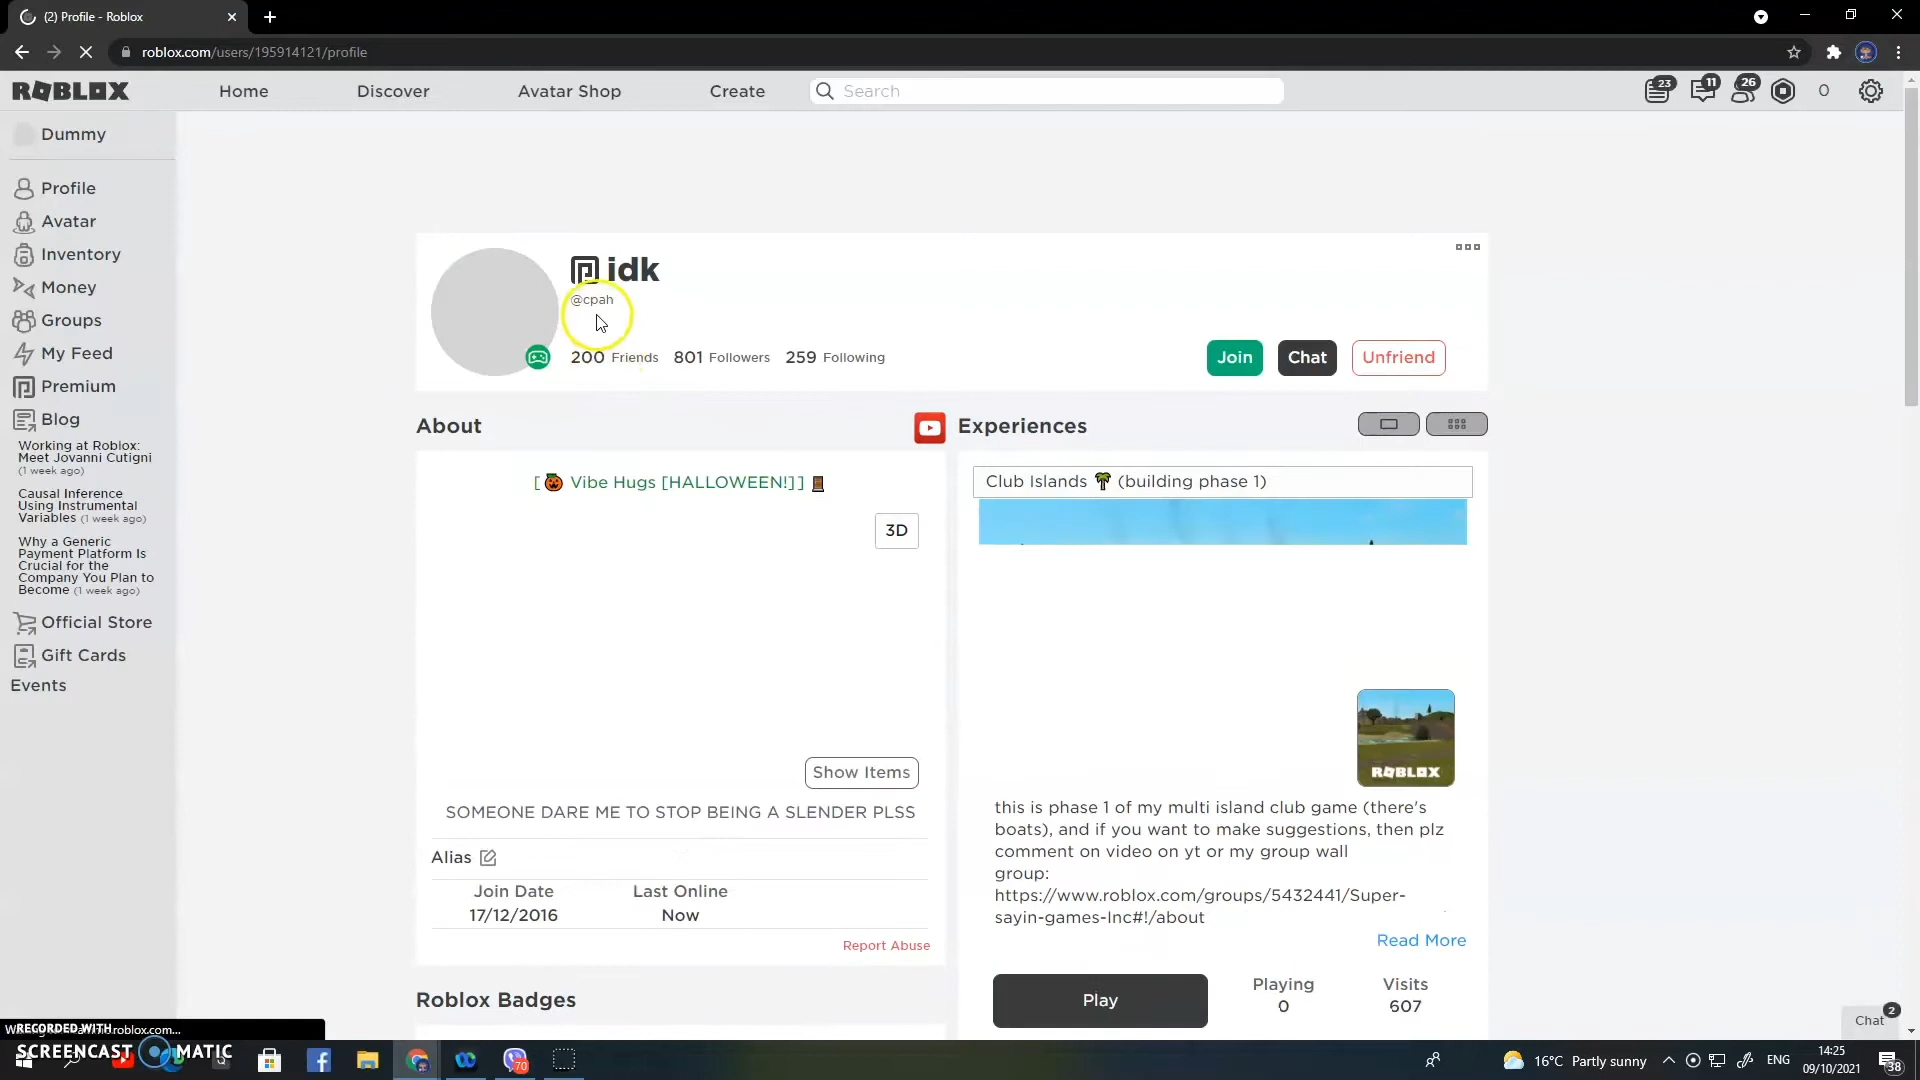 (2) Profile - Roblox
roblox.com/users/195914121/profile
ROBLOX
Home
Discover
Avatar Shop
Create
Search
23
11
26
0
Dummy
Profile
Avatar
Inventory
Money
Groups
My Feed
Premium
Blog
Working at Roblox:
Meet Jovanni Cutigni
(1 week ago)
Causal Inference
Using Instrumental
Variables (1 week ago)
Why a Generic
Payment Platform Is
Crucial for the
Company You Plan to
Become (1 week ago)
Official Store
Gift Cards
Events
idk
@cpah
200 Friends 801 Followers 259 Following
Join
Chat
Unfriend
About
[🎃 Vibe Hugs [HALLOWEEN!]] 🚪
3D
Show Items
SOMEONE DARE ME TO STOP BEING A SLENDER PLSS
Alias
Join Date
Last Online
17/12/2016
Now
Report Abuse
Roblox Badges
Experiences
Club Islands 🌴 (building phase 1)
ROBLOX
this is phase 1 of my multi island club game (there's
boats), and if you want to make suggestions, then plz
comment on video on yt or my group wall
group:
https://www.roblox.com/groups/5432441/Super-
sayin-games-Inc#!/about
Read More
Play
Playing
0
Visits
607
Chat
2
RECORDED WITH
SCREENCAST MATIC
roblox.com...
70
16°C Partly sunny
ENG
14:25
09/10/2021
38